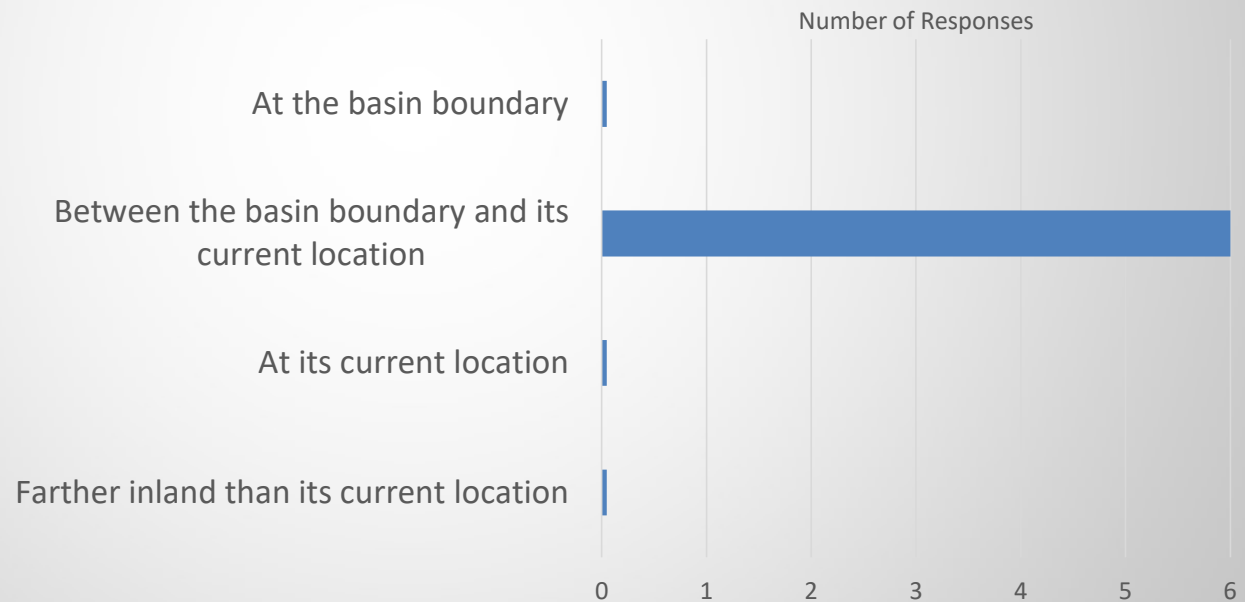 Number of Responses
At the basin boundary
Between the basin boundary and its
current location
At its current location
Farther inland than its current location
0 1 2 3 4 5 6